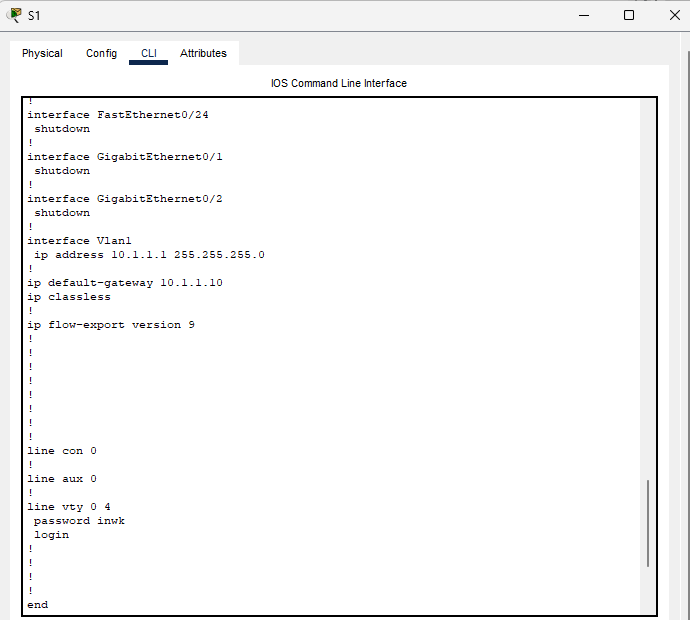 S1
Physical Config CLI Attributes
IOS Command Line Interface
!
interface FastEthernet0/24
 shutdown
!
interface GigabitEthernet0/1
 shutdown
!
interface GigabitEthernet0/2
 shutdown
!
interface Vlan1
 ip address 10.1.1.1 255.255.255.0
!
ip default-gateway 10.1.1.10
ip classless
!
ip flow-export version 9
!
!
!
!
!
!
!
!
line con 0
!
line aux 0
!
line vty 0 4
 password inwk
 login
!
!
!
!
end